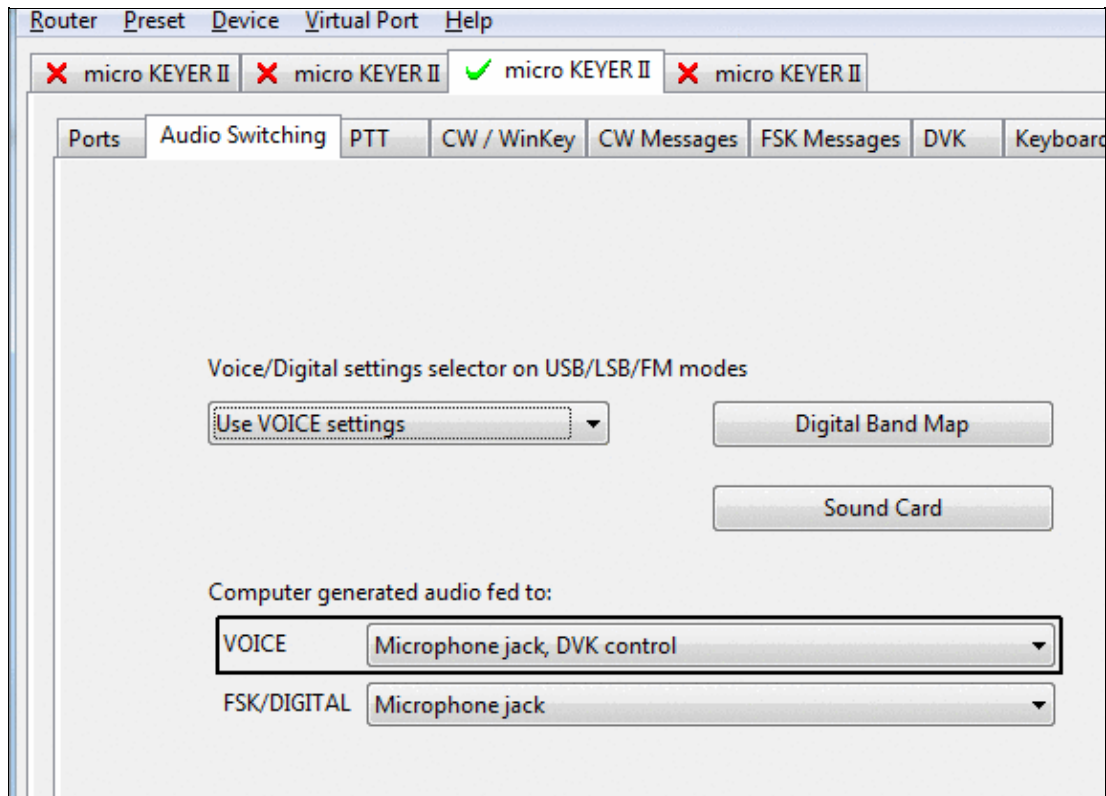 Router Preset Device Virtual Port Help
micro KEYER II micro KEYER II micro KEYER II micro KEYER II
Ports Audio Switching PTT CW / WinKey CW Messages FSK Messages DVK Keyboard
Voice/Digital settings selector on USB/LSB/FM modes
Use VOICE settings Digital Band Map
Sound Card
Computer generated audio fed to:
VOICE Microphone jack, DVK control
FSK/DIGITAL Microphone jack